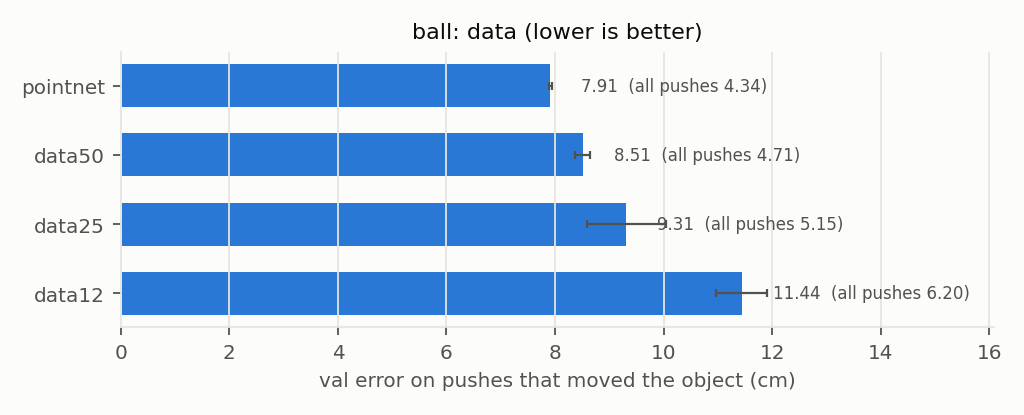 ball: data (lower is better)
pointnet
7.91 (all pushes 4.34)
data50
8.51 (all pushes 4.71)
data25
9.31 (all pushes 5.15)
data12
11.44 (all pushes 6.20)
0 2 4 6 8 10 12 14 16
val error on pushes that moved the object (cm)